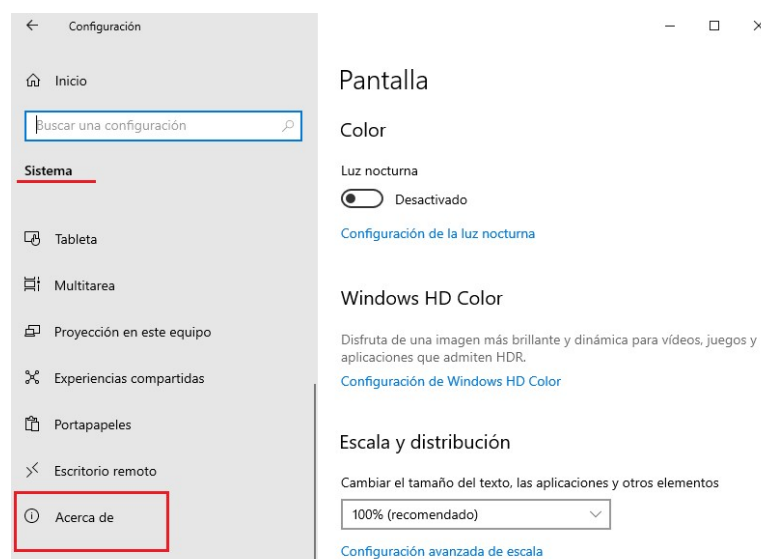 Configuración
Inicio
Buscar una configuración
Sistema
Tableta
Multitarea
Proyección en este equipo
Experiencias compartidas
Portapapeles
Escritorio remoto
Acerca de
Pantalla
Color
Luz nocturna
Desactivado
Configuración de la luz nocturna
Windows HD Color
Disfruta de una imagen más brillante y dinámica para vídeos, juegos y
aplicaciones que admiten HDR.
Configuración de Windows HD Color
Escala y distribución
Cambiar el tamaño del texto, las aplicaciones y otros elementos
100% (recomendado)
Configuración avanzada de escala